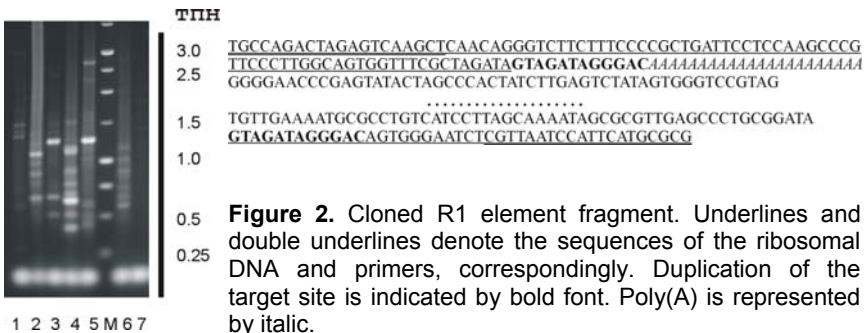 ТПН
3.0
2.5
1.5
1.0
0.5
0.25
1 2 3 4 5 M 6 7
TGCCAGACTAGAGTCAAGCTCAACAGGGTCTTCTTTCCCCGCTGATTCCTCCAAGCCCG
TTCCCTTGGCAGTGGTTTCGCTAGATAGTAGATAGGGACAAAAAAAAAAAAAAAAAAAAA
GGGGAACCCGAGTATACTAGCCCACTATCTTGAGTCTATAGTGGGTCCGTAG
....................
TGTTGAAAATGCGCCTGTCATCCTTAGCAAAATAGCGCGTTGAGCCCTGCGGATA
GTAGATAGGGACAGTGGGAATCTCGTTAATCCATTCATGCGCG
Figure 2. Cloned R1 element fragment. Underlines and
double underlines denote the sequences of the ribosomal
DNA and primers, correspondingly. Duplication of the
target site is indicated by bold font. Poly(A) is represented
by italic.